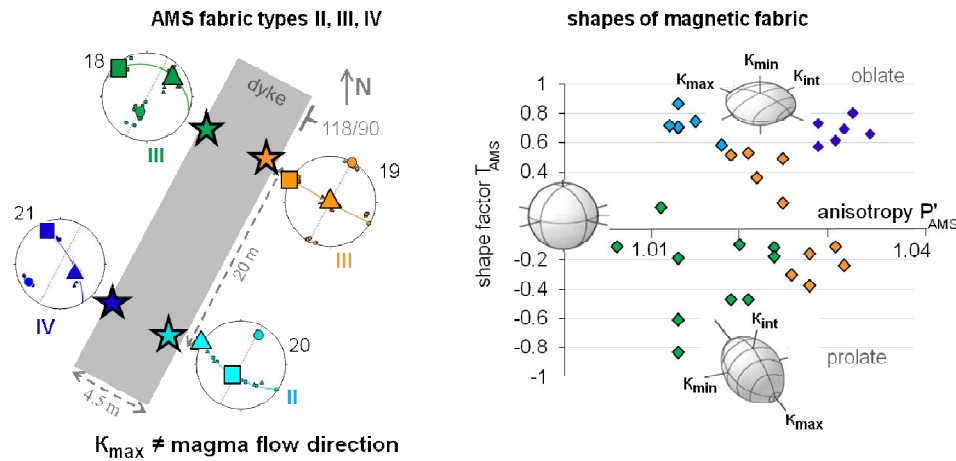 AMS fabric types II, III, IV
18
III
dyke
N
118/90
19
III
21
IV
20 m
20
II
4.5 m
Kmax ≠ magma flow direction
shapes of magnetic fabric
shape factor TAMS
1
0.8
0.6
0.4
-0.2
-0.4
-0.6
-0.8
-1
Kmin
Kmax
Kint
oblate
anisotropy P'AMS
1.01
1.04
Kint
Kmin
Kmax
prolate